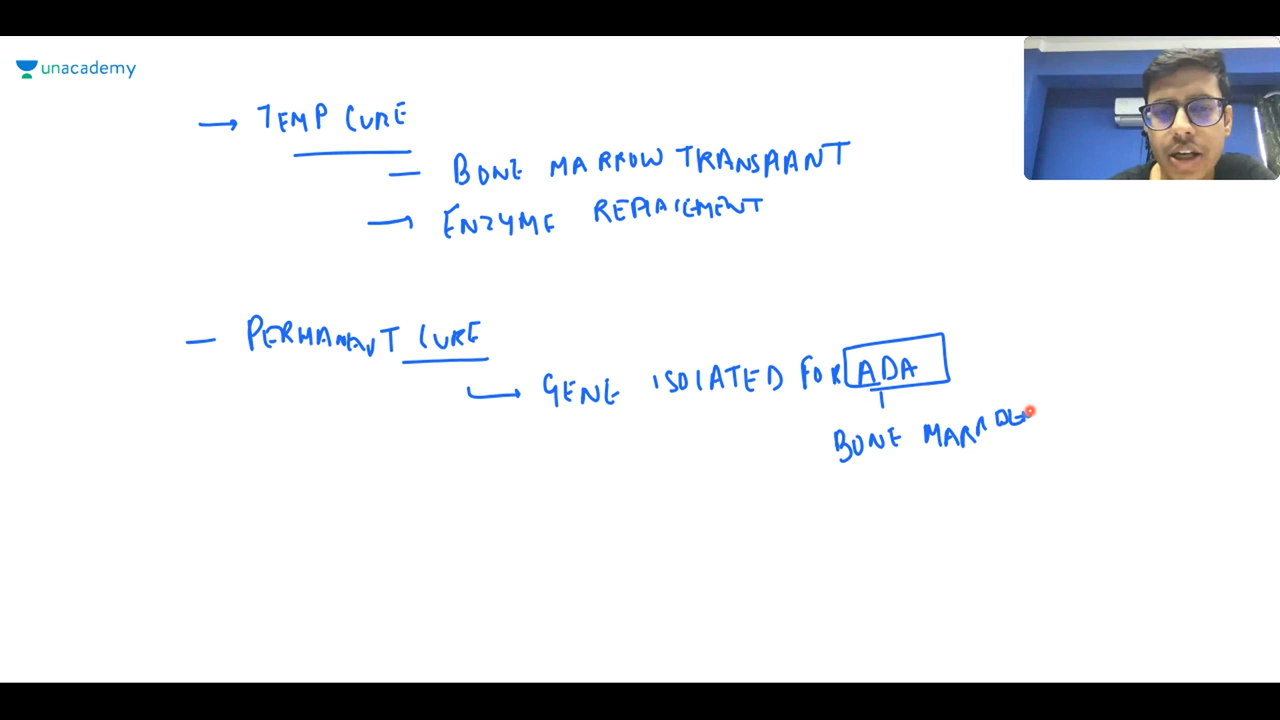 unacademy
→ TEMP CURE
— BONE MARROW TRANSPLANT
→ ENZYME REPLACEMENT
— PERMANENT CURE
↳ GENE ISOLATED FOR ADA
BONE MARROW